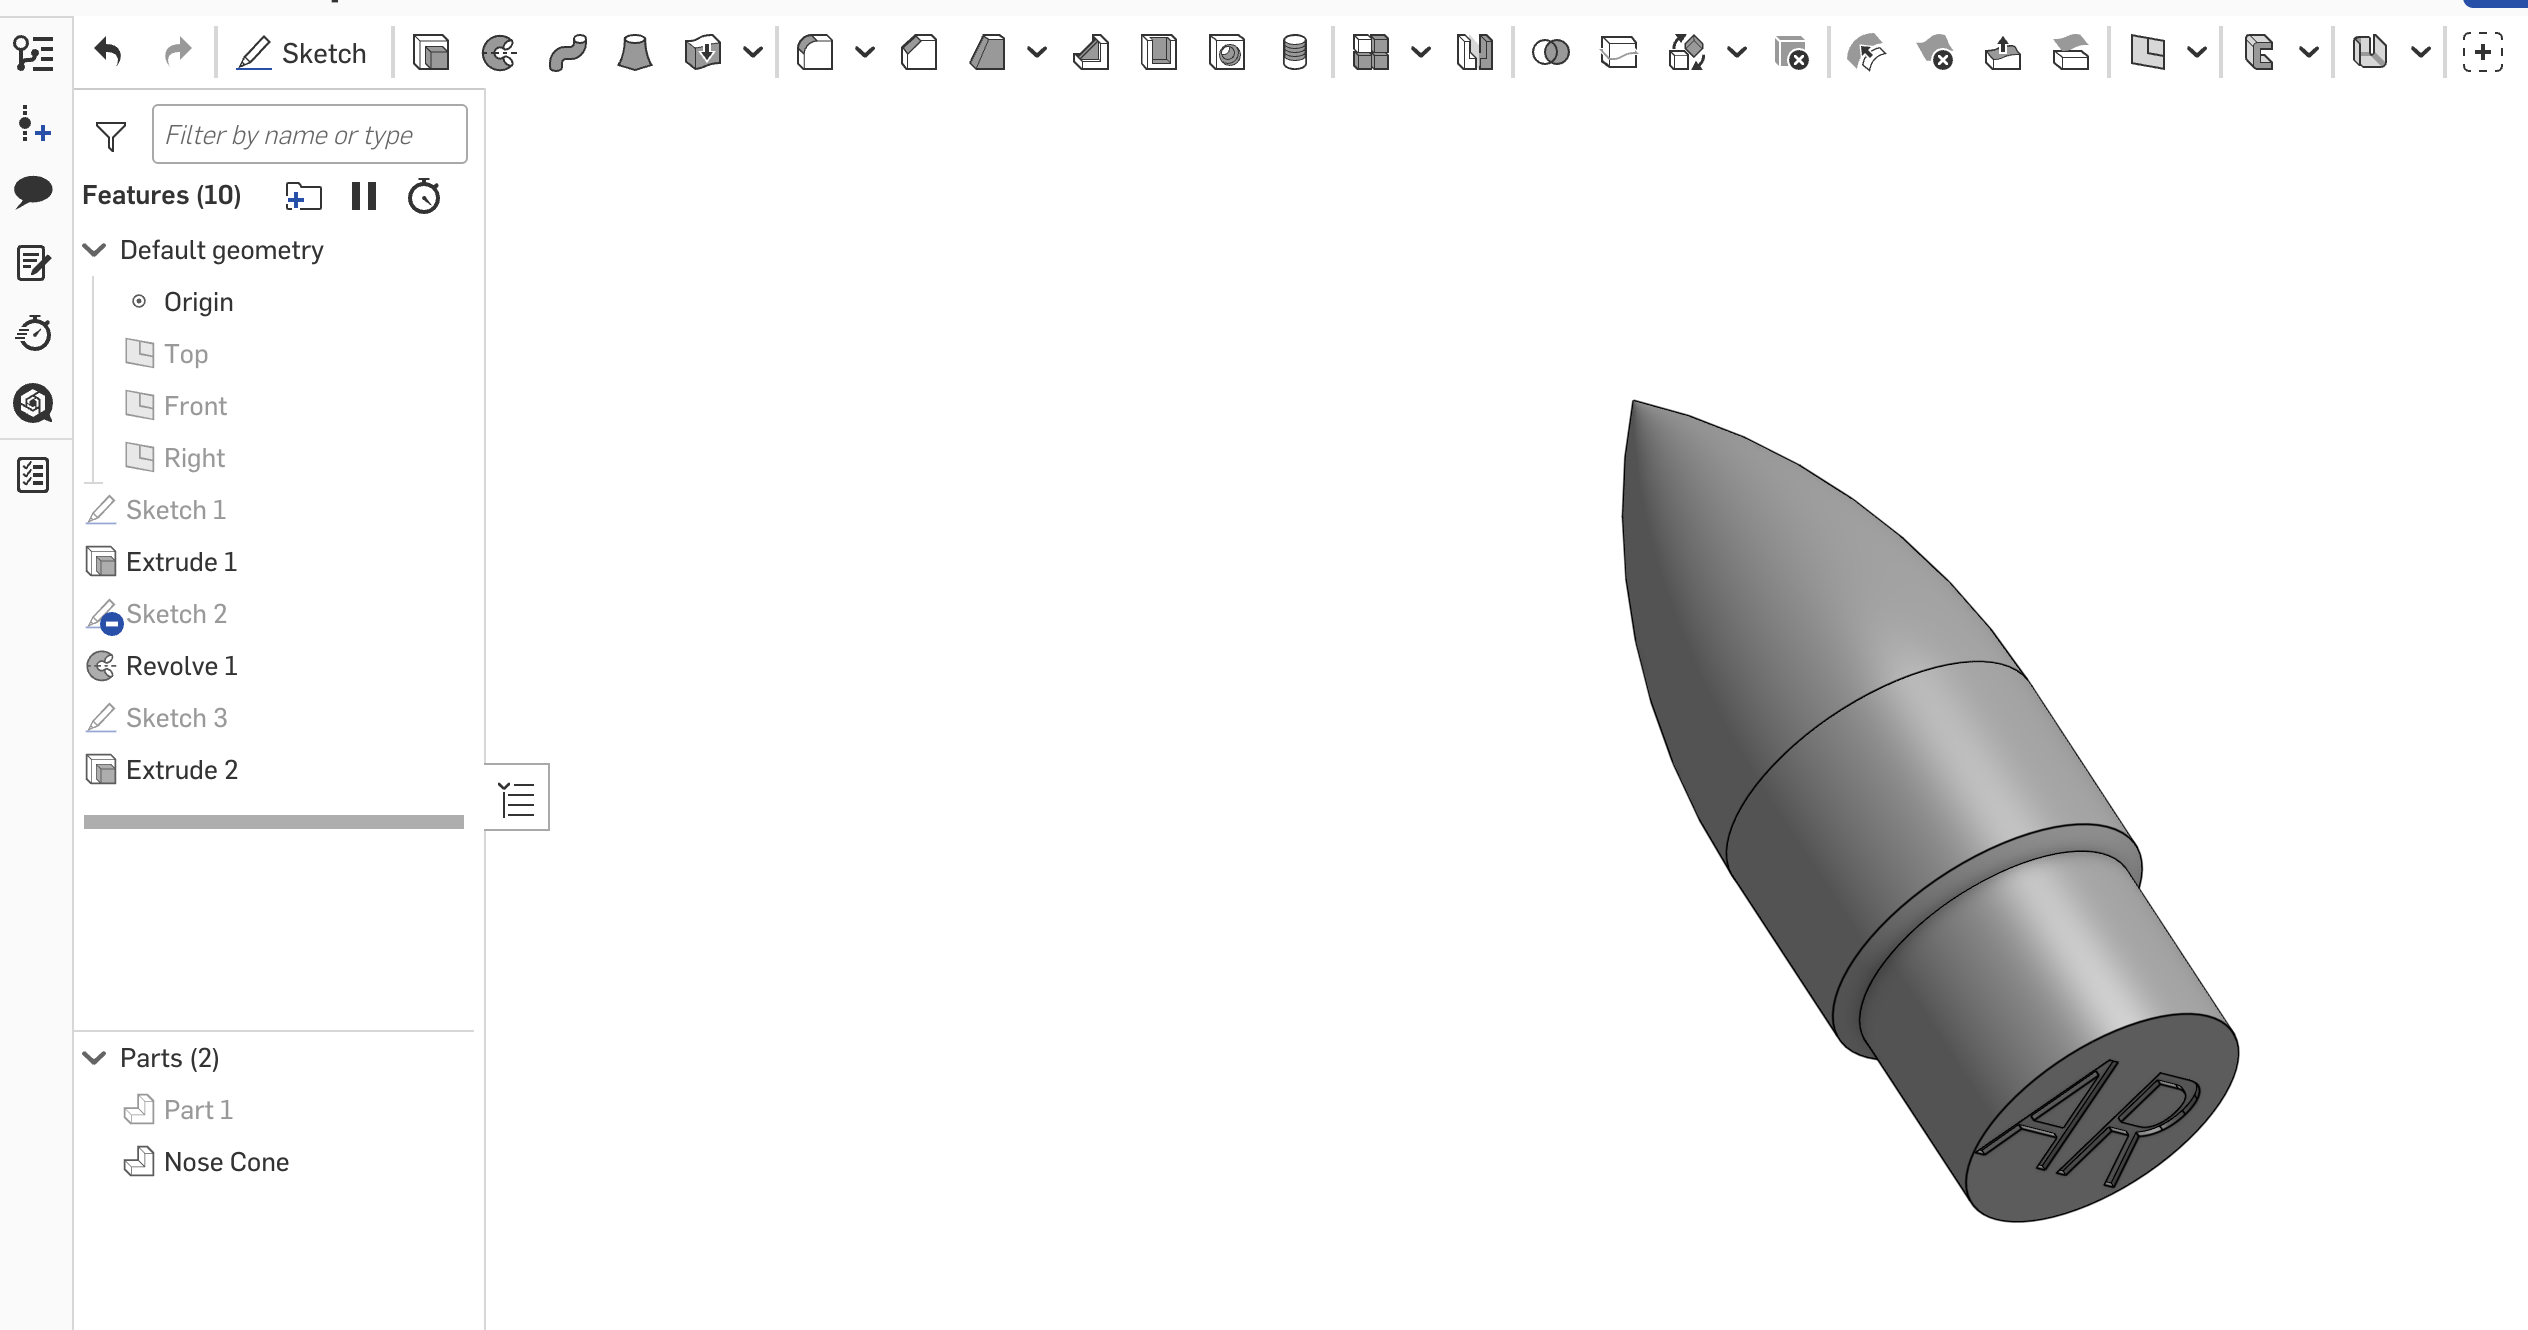 Sketch
Filter by name or type
Features (10)
Default geometry
Origin
Top
Front
Right
Sketch 1
Extrude 1
Sketch 2
Revolve 1
Sketch 3
Extrude 2
Parts (2)
Part 1
Nose Cone
AR